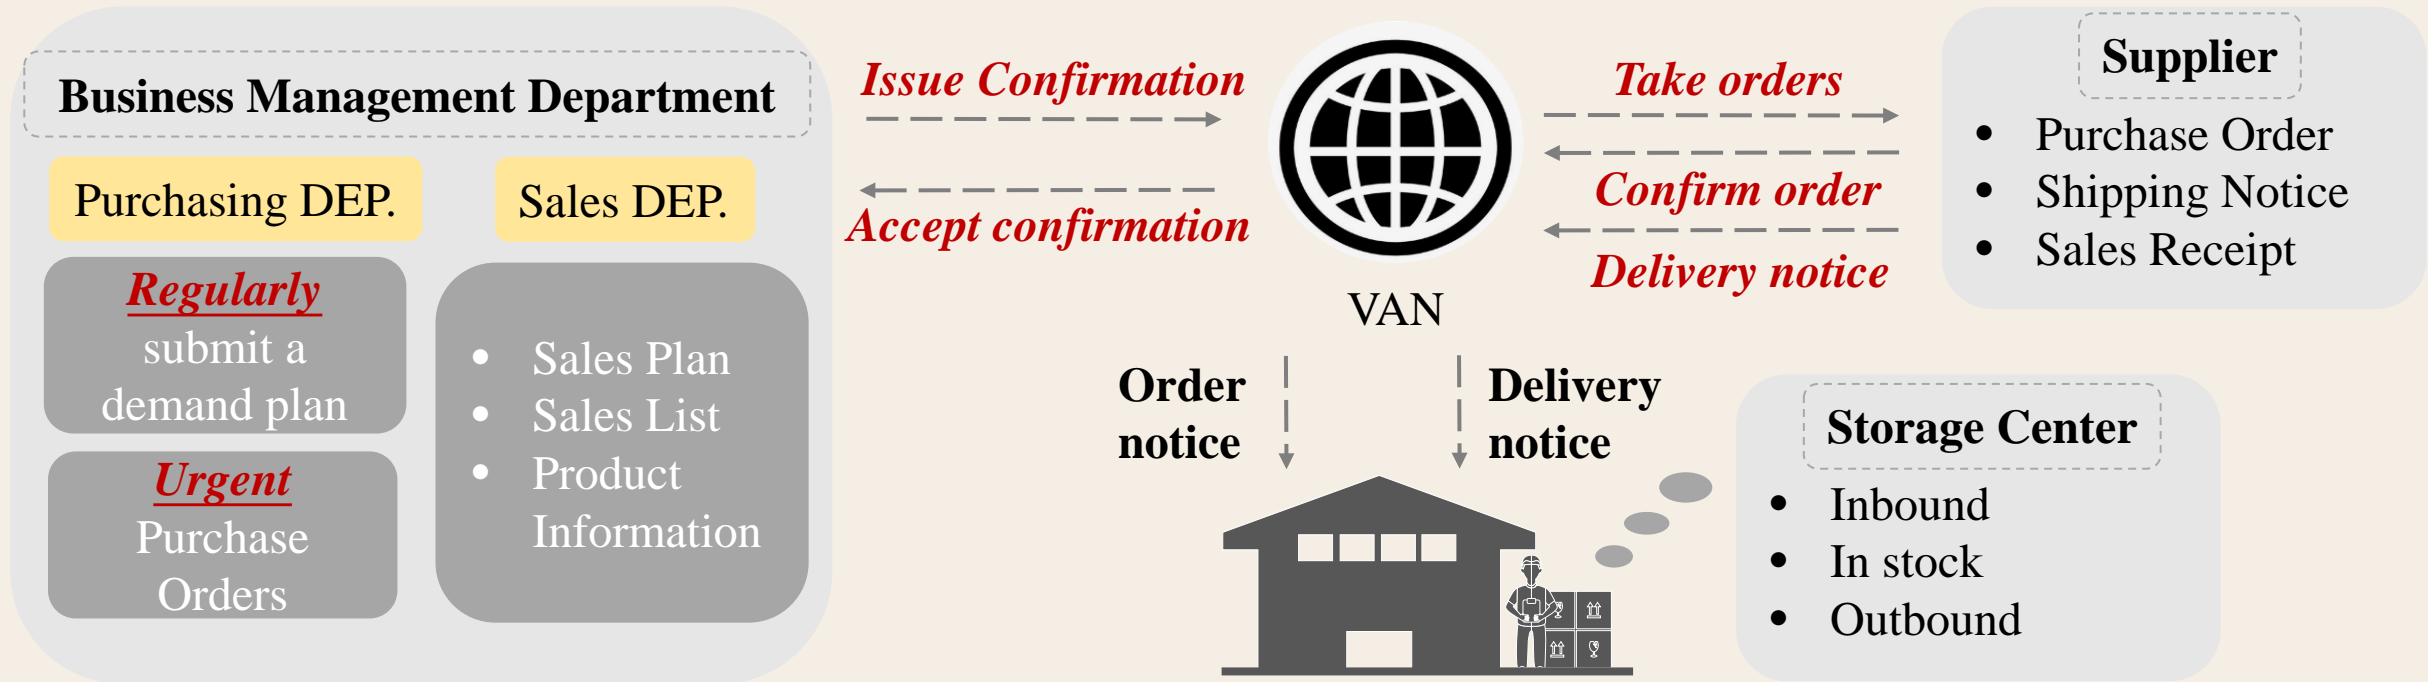 Business Management Department
Purchasing DEP.
Regularly
submit a
demand plan
Urgent
Purchase
Orders
Sales DEP.
• Sales Plan
• Sales List
• Product
Information
Issue Confirmation
Accept confirmation
VAN
Take orders
Confirm order
Delivery notice
Supplier
• Purchase Order
• Shipping Notice
• Sales Receipt
Order
notice
Delivery
notice
Storage Center
• Inbound
• In stock
• Outbound